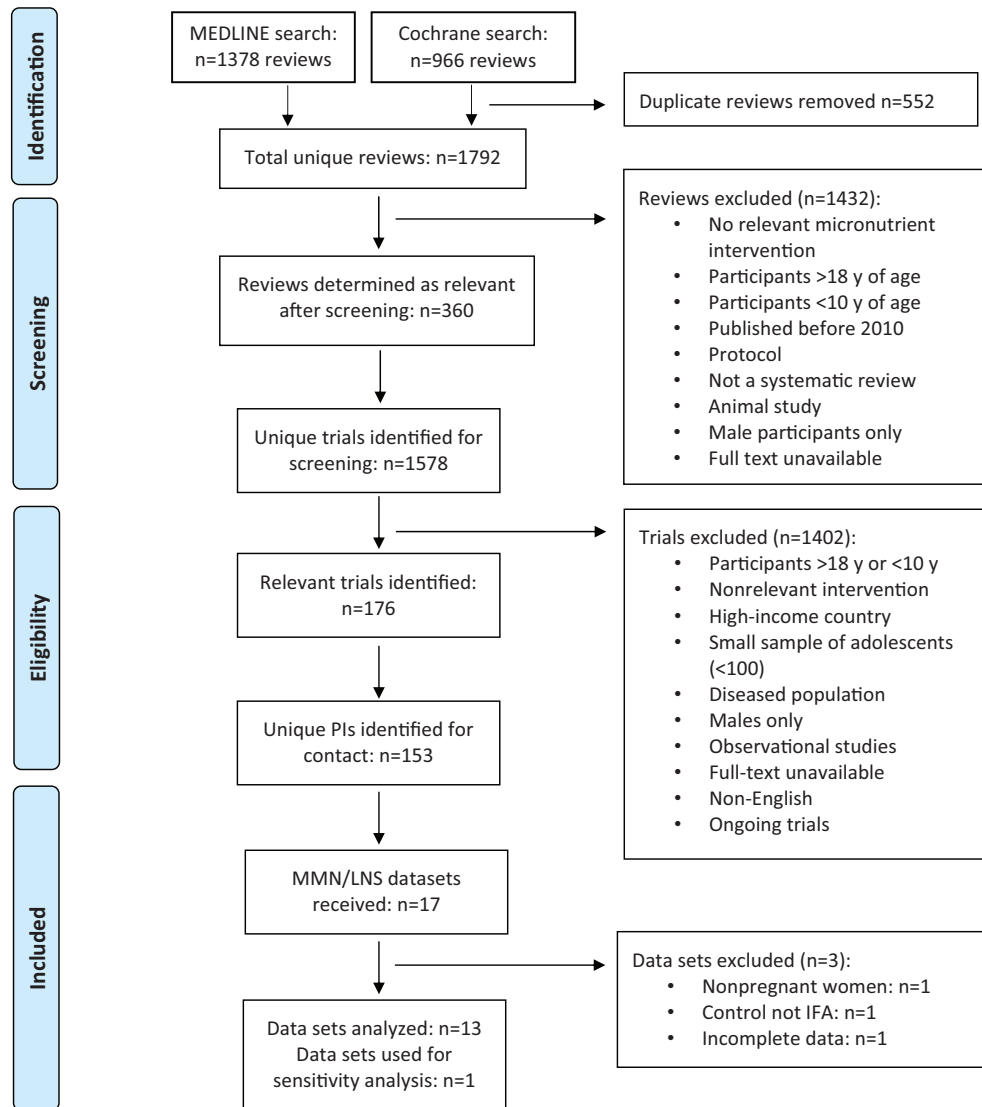 Identification
MEDLINE search:
n=1378 reviews
Cochrane search:
n=966 reviews
Duplicate reviews removed n=552
Total unique reviews: n=1792
Screening
Reviews excluded (n=1432):
• No relevant micronutrient
intervention
• Participants >18 y of age
• Participants <10 y of age
• Published before 2010
• Protocol
• Not a systematic review
• Animal study
• Male participants only
• Full text unavailable
Reviews determined as relevant
after screening: n=360
Unique trials identified for
screening: n=1578
Eligibility
Trials excluded (n=1402):
• Participants >18 y or <10 y
• Nonrelevant intervention
• High-income country
• Small sample of adolescents
(<100)
• Diseased population
• Males only
• Observational studies
• Full-text unavailable
• Non-English
• Ongoing trials
Relevant trials identified:
n=176
Unique PIs identified for
contact: n=153
Included
MMN/LNS datasets
received: n=17
Data sets excluded (n=3):
• Nonpregnant women: n=1
• Control not IFA: n=1
• Incomplete data: n=1
Data sets analyzed: n=13
Data sets used for
sensitivity analysis: n=1